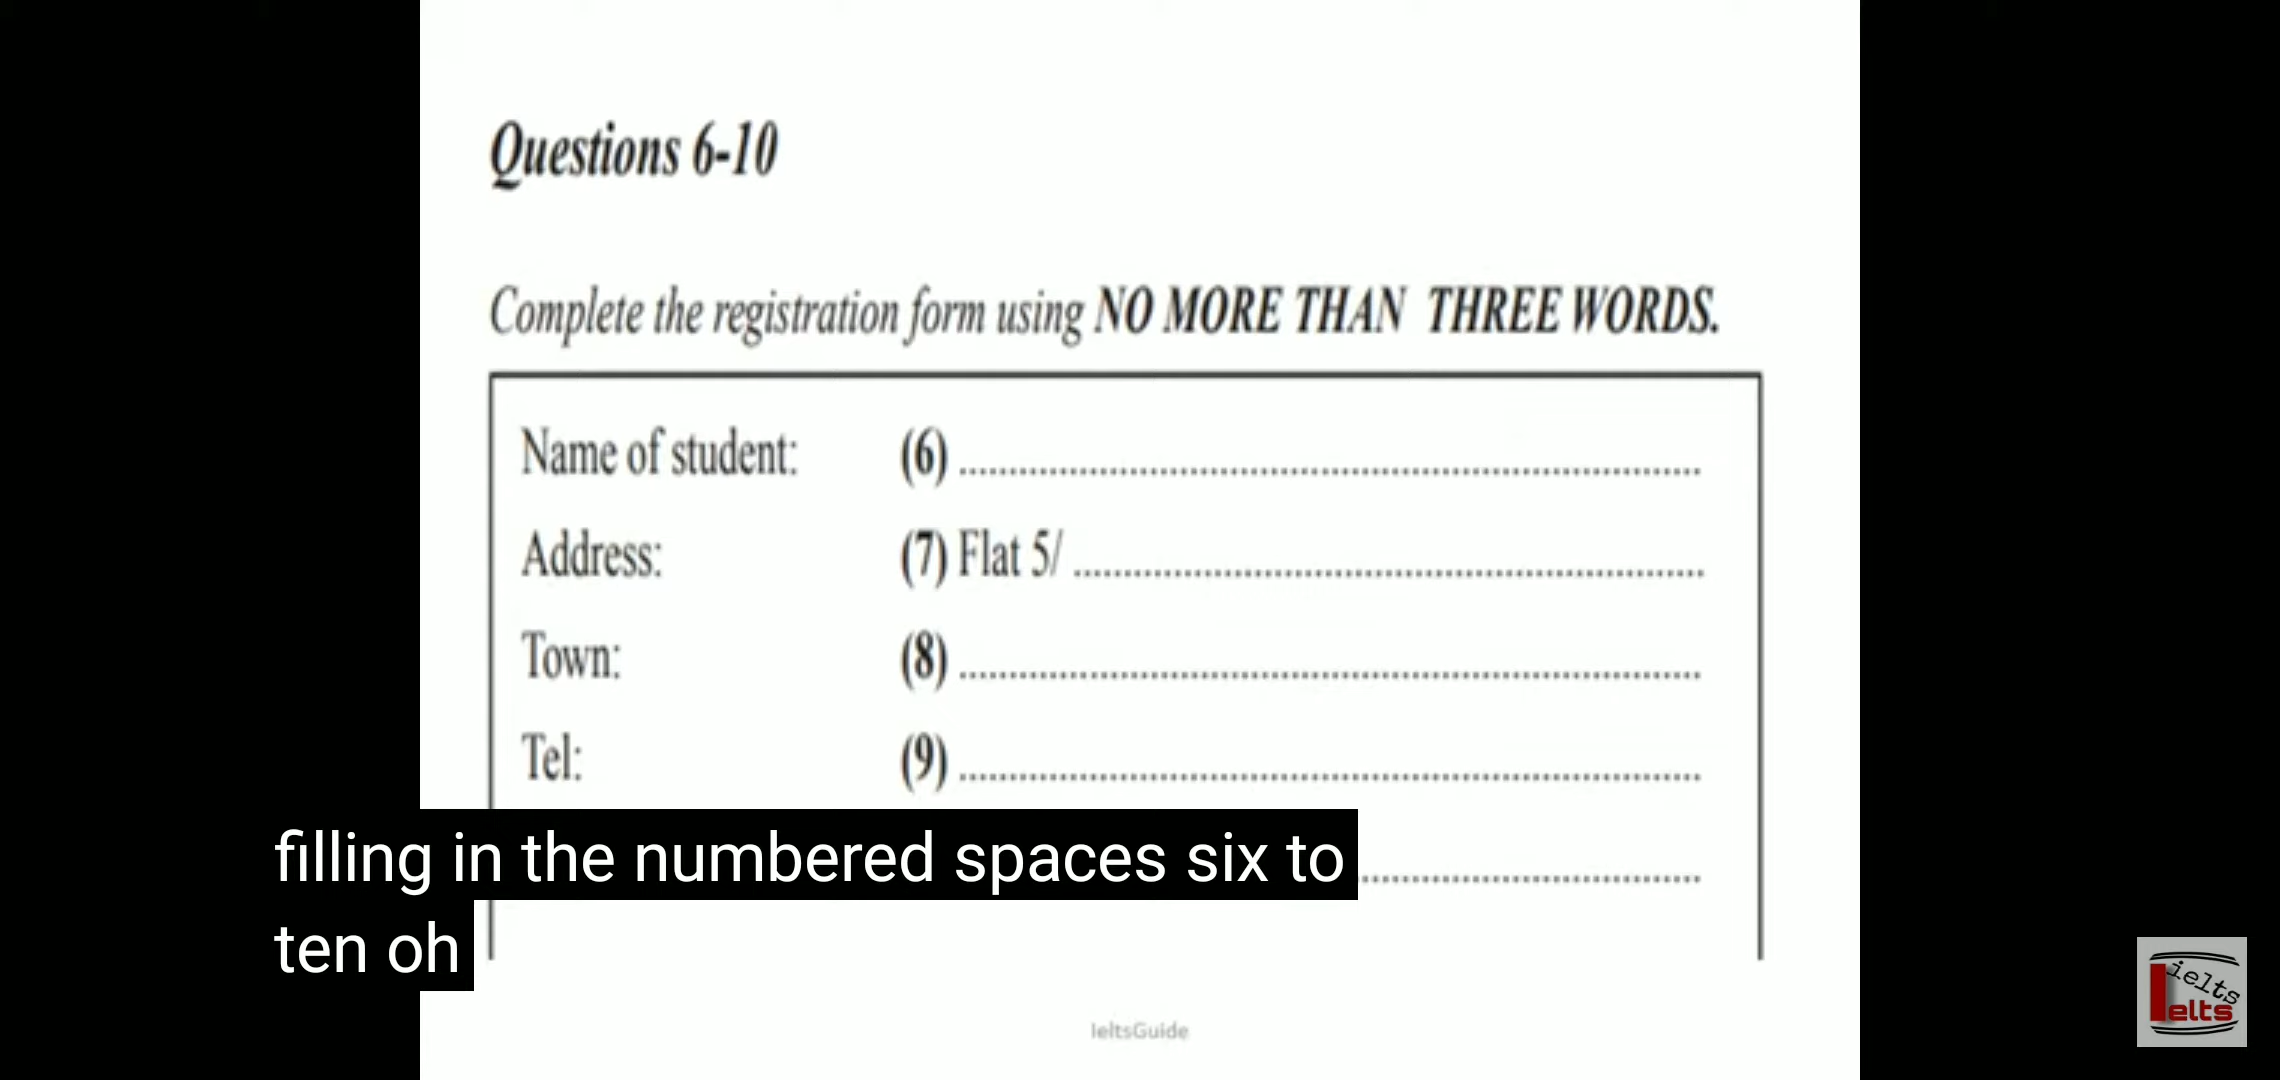 Questions 6-10
Complete the registration form using NO MORE THAN THREE WORDS.
Name of student: (6) ........................................................................
Address: (7) Flat 5/ ..............................................................
Town: (8) ........................................................................
Tel: (9) ........................................................................
filling in the numbered spaces six to
ten oh
IeltsGuide
ielts
Ielts